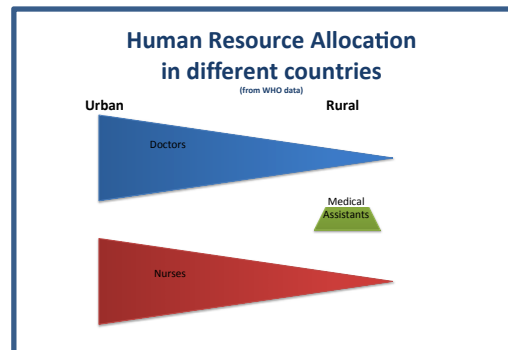 Human Resource Allocation
in different countries
(from WHO data)
Urban Rural
Doctors
Medical
Assistants
Nurses